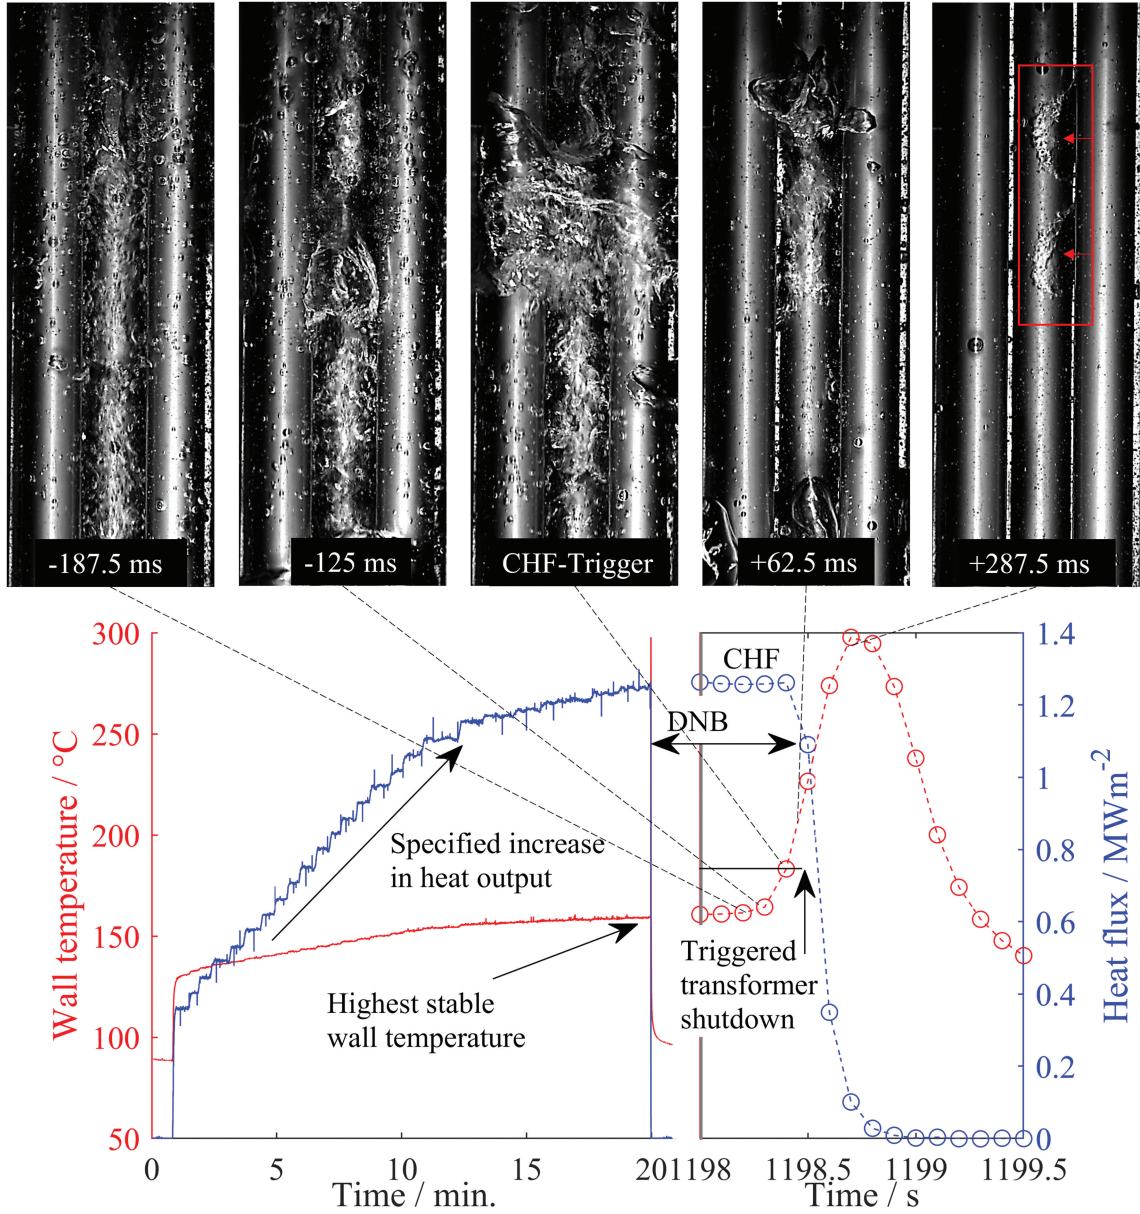 -187.5 ms
-125 ms
CHF-Trigger
+62.5 ms
+287.5 ms
300
250
200
150
100
50
Wall temperature / °C
0
5
10
15
20
Time / min.
Specified increase
in heat output
Highest stable
wall temperature
CHF
DNB
Triggered
transformer
shutdown
1198
1198.5
1199
1199.5
Time / s
1.4
1.2
1
0.8
0.6
0.4
0.2
0
Heat flux / MWm-2